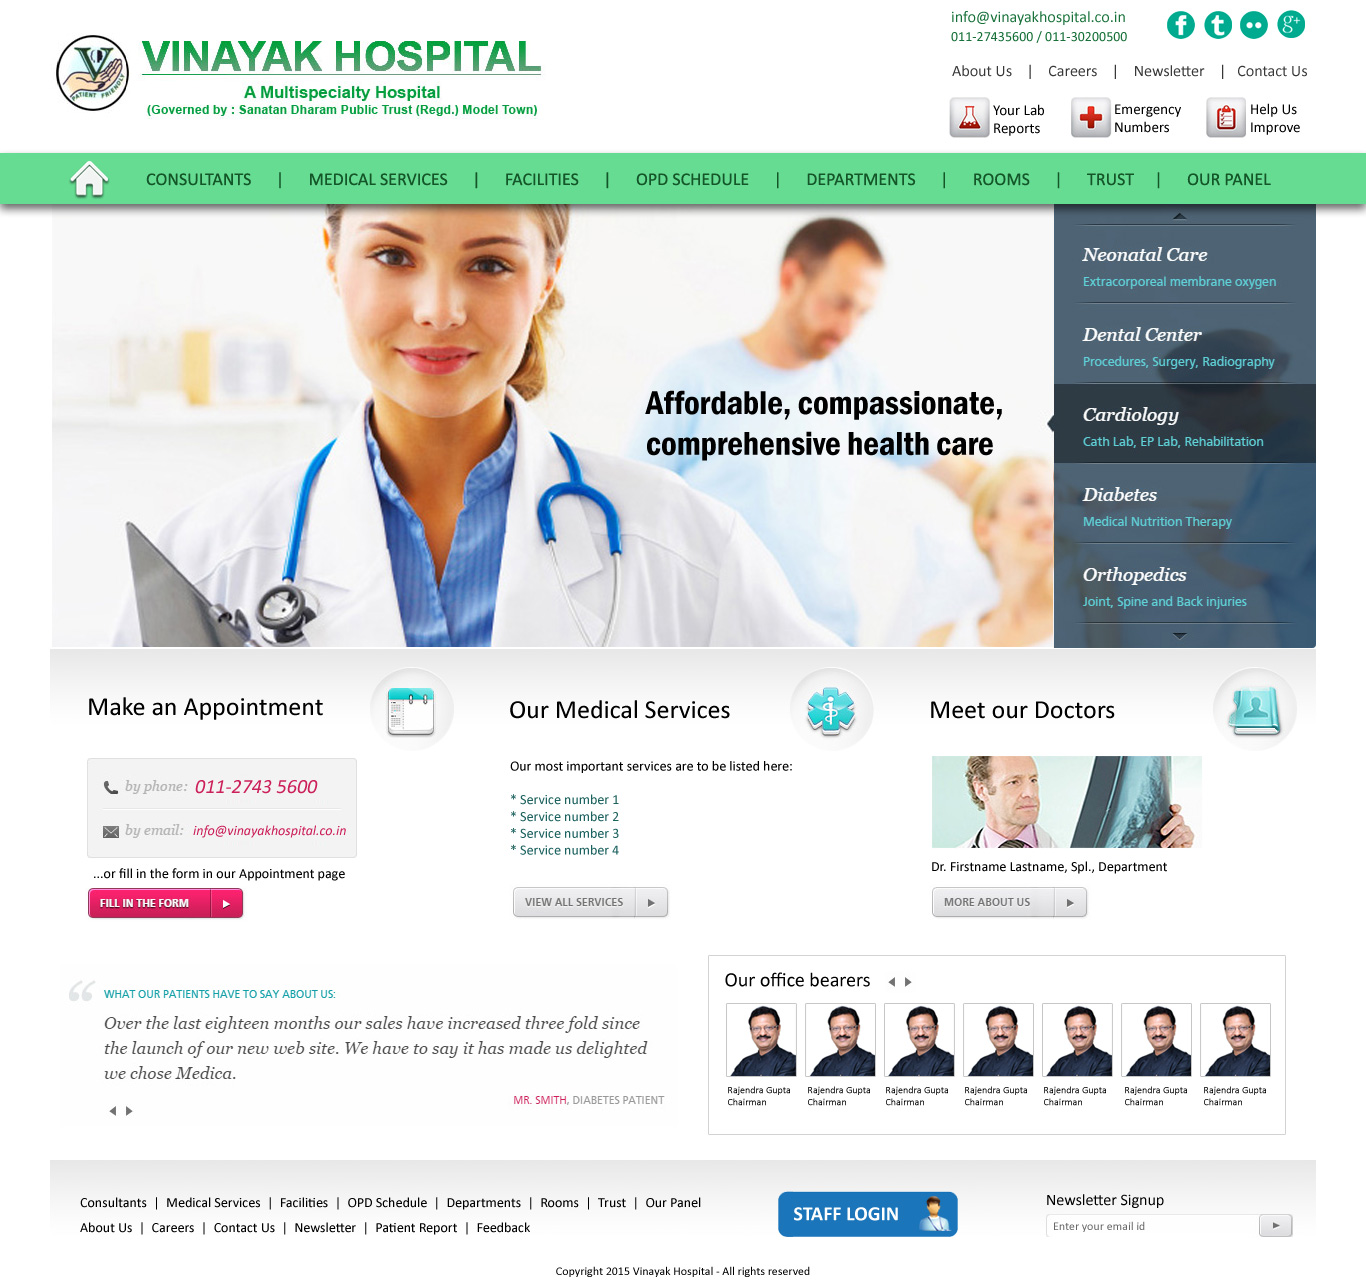 info@vinayakhospital.co.in
011-27435600 / 011-30200500
f t g+
PATIENT FRIENDLY
VINAYAK HOSPITAL
A Multispecialty Hospital
(Governed by : Sanatan Dharam Public Trust (Regd.) Model Town)
About Us | Careers | Newsletter | Contact Us
Your Lab Reports
Emergency Numbers
Help Us Improve
CONSULTANTS | MEDICAL SERVICES | FACILITIES | OPD SCHEDULE | DEPARTMENTS | ROOMS | TRUST | OUR PANEL
Affordable, compassionate,
comprehensive health care
Neonatal Care
Extracorporeal membrane oxygen
Dental Center
Procedures, Surgery, Radiography
Cardiology
Cath Lab, EP Lab, Rehabilitation
Diabetes
Medical Nutrition Therapy
Orthopedics
Joint, Spine and Back injuries
Make an Appointment
by phone: 011-2743 5600
by email: info@vinayakhospital.co.in
...or fill in the form in our Appointment page
FILL IN THE FORM
Our Medical Services
Our most important services are to be listed here:
* Service number 1
* Service number 2
* Service number 3
* Service number 4
VIEW ALL SERVICES
Meet our Doctors
Dr. Firstname Lastname, Spl., Department
MORE ABOUT US
WHAT OUR PATIENTS HAVE TO SAY ABOUT US:
Over the last eighteen months our sales have increased three fold since
the launch of our new web site. We have to say it has made us delighted
we chose Medica.
MR. SMITH, DIABETES PATIENT
Our office bearers
Rajendra Gupta Rajendra Gupta Rajendra Gupta Rajendra Gupta Rajendra Gupta Rajendra Gupta Rajendra Gupta
Chairman Chairman Chairman Chairman Chairman Chairman Chairman
Consultants | Medical Services | Facilities | OPD Schedule | Departments | Rooms | Trust | Our Panel
About Us | Careers | Contact Us | Newsletter | Patient Report | Feedback
STAFF LOGIN
Newsletter Signup
Enter your email id
Copyright 2015 Vinayak Hospital - All rights reserved